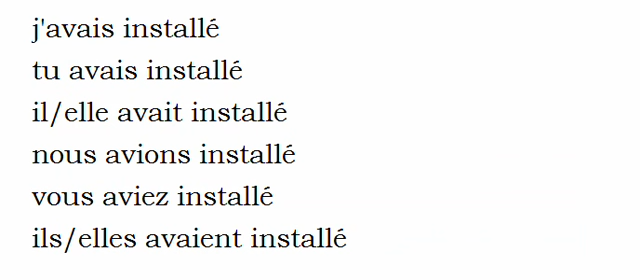 j'avais installé
tu avais installé
il/elle avait installé
nous avions installé
vous aviez installé
ils/elles avaient installé